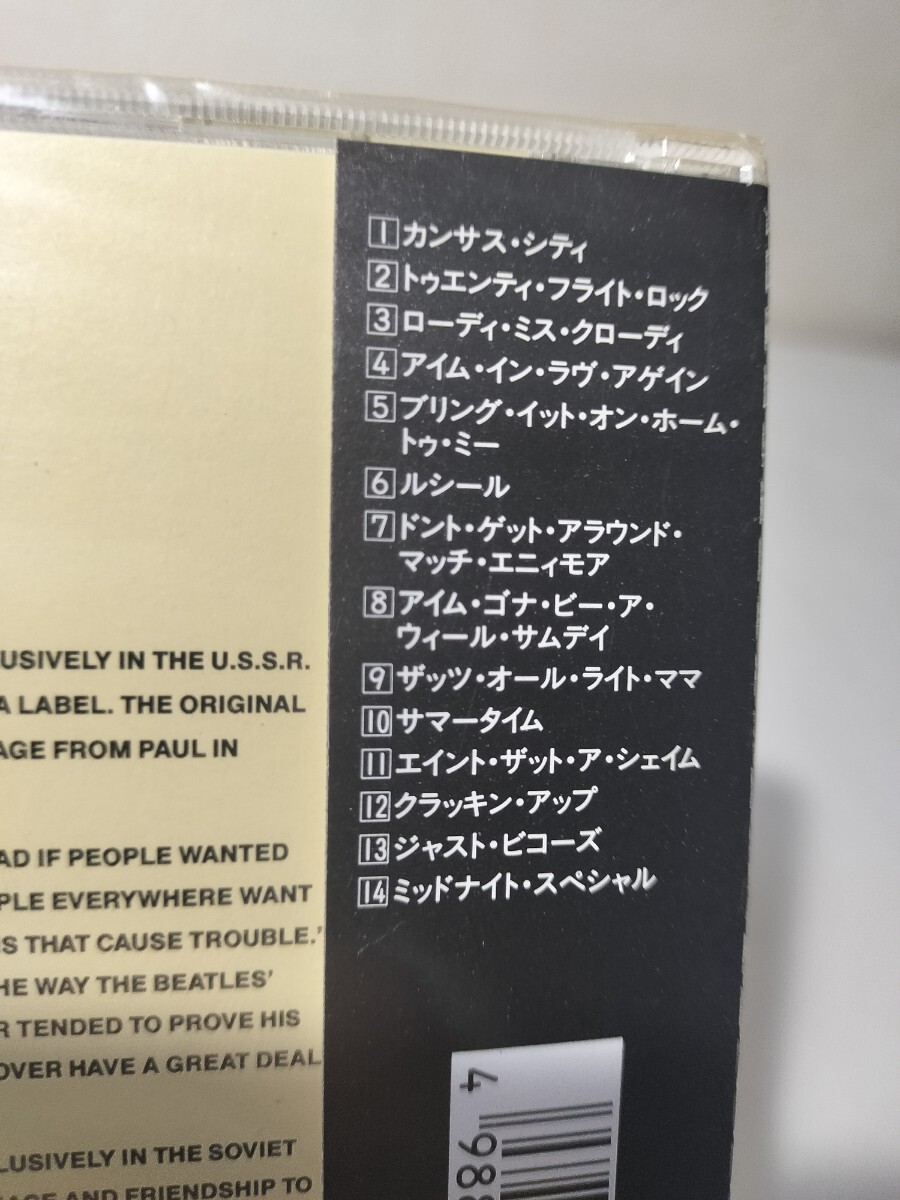 USIVELY IN THE U.S.S.R.
A LABEL. THE ORIGINAL
AGE FROM PAUL IN
AD IF PEOPLE WANTED
PLE EVERYWHERE WANT
S THAT CAUSE TROUBLE.'
HE WAY THE BEATLES'
R TENDED TO PROVE HIS
OVER HAVE A GREAT DEAL
LUSIVELY IN THE SOVIET
AGE AND FRIENDSHIP TO
1 カンサス・シティ
2 トゥエンティ・フライト・ロック
3 ローディ・ミス・クローディ
4 アイム・イン・ラヴ・アゲイン
5 ブリング・イット・オン・ホーム・
トゥ・ミー
6 ルシール
7 ドント・ゲット・アラウンド・
マッチ・エニィモア
8 アイム・ゴナ・ビー・ア・
ウィール・サムデイ
9 ザッツ・オール・ライト・ママ
10 サマータイム
11 エイント・ザット・ア・シェイム
12 クラッキン・アップ
13 ジャスト・ビコーズ
14 ミッドナイト・スペシャル
4 988